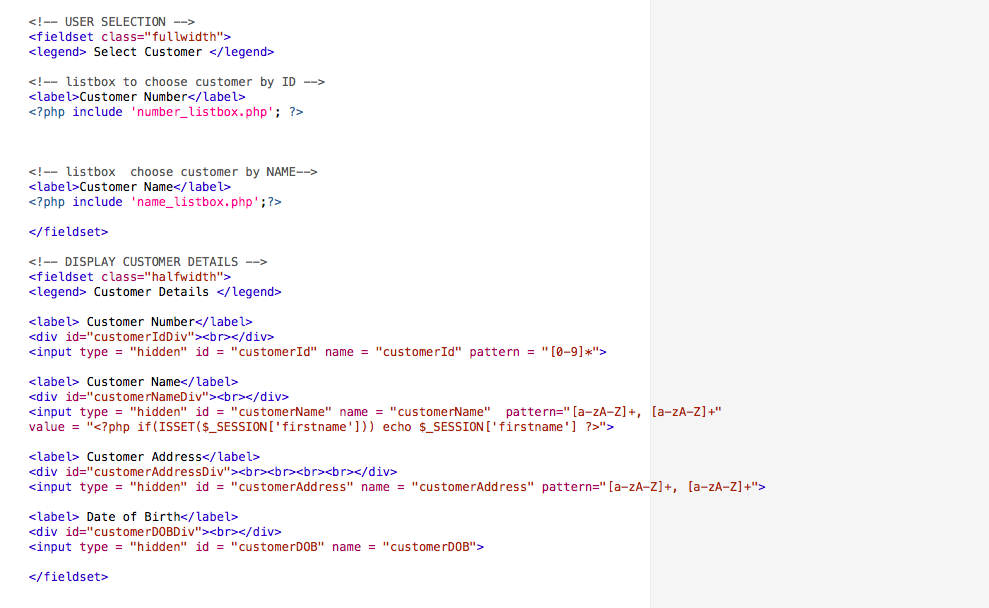 <!-- USER SELECTION -->
<fieldset class="fullwidth">
<legend> Select Customer </legend>
<!-- listbox to choose customer by ID -->
<label>Customer Number</label>
<?php include 'number_listbox.php'; ?>
<!-- listbox  choose customer by NAME-->
<label>Customer Name</label>
<?php include 'name_listbox.php';?>
</fieldset>
<!-- DISPLAY CUSTOMER DETAILS -->
<fieldset class="halfwidth">
<legend> Customer Details </legend>
<label> Customer Number</label>
<div id="customerIdDiv"><br></div>
<input type = "hidden" id = "customerId" name = "customerId" pattern = "[0-9]*">
<label> Customer Name</label>
<div id="customerNameDiv"><br></div>
<input type = "hidden" id = "customerName" name = "customerName"  pattern="[a-zA-Z]+, [a-zA-Z]+"
value = "<?php if(ISSET($_SESSION['firstname'])) echo $_SESSION['firstname'] ?>">
<label> Customer Address</label>
<div id="customerAddressDiv"><br><br><br><br></div>
<input type = "hidden" id = "customerAddress" name = "customerAddress" pattern="[a-zA-Z]+, [a-zA-Z]+">
<label> Date of Birth</label>
<div id="customerDOBDiv"><br></div>
<input type = "hidden" id = "customerDOB" name = "customerDOB">
</fieldset>